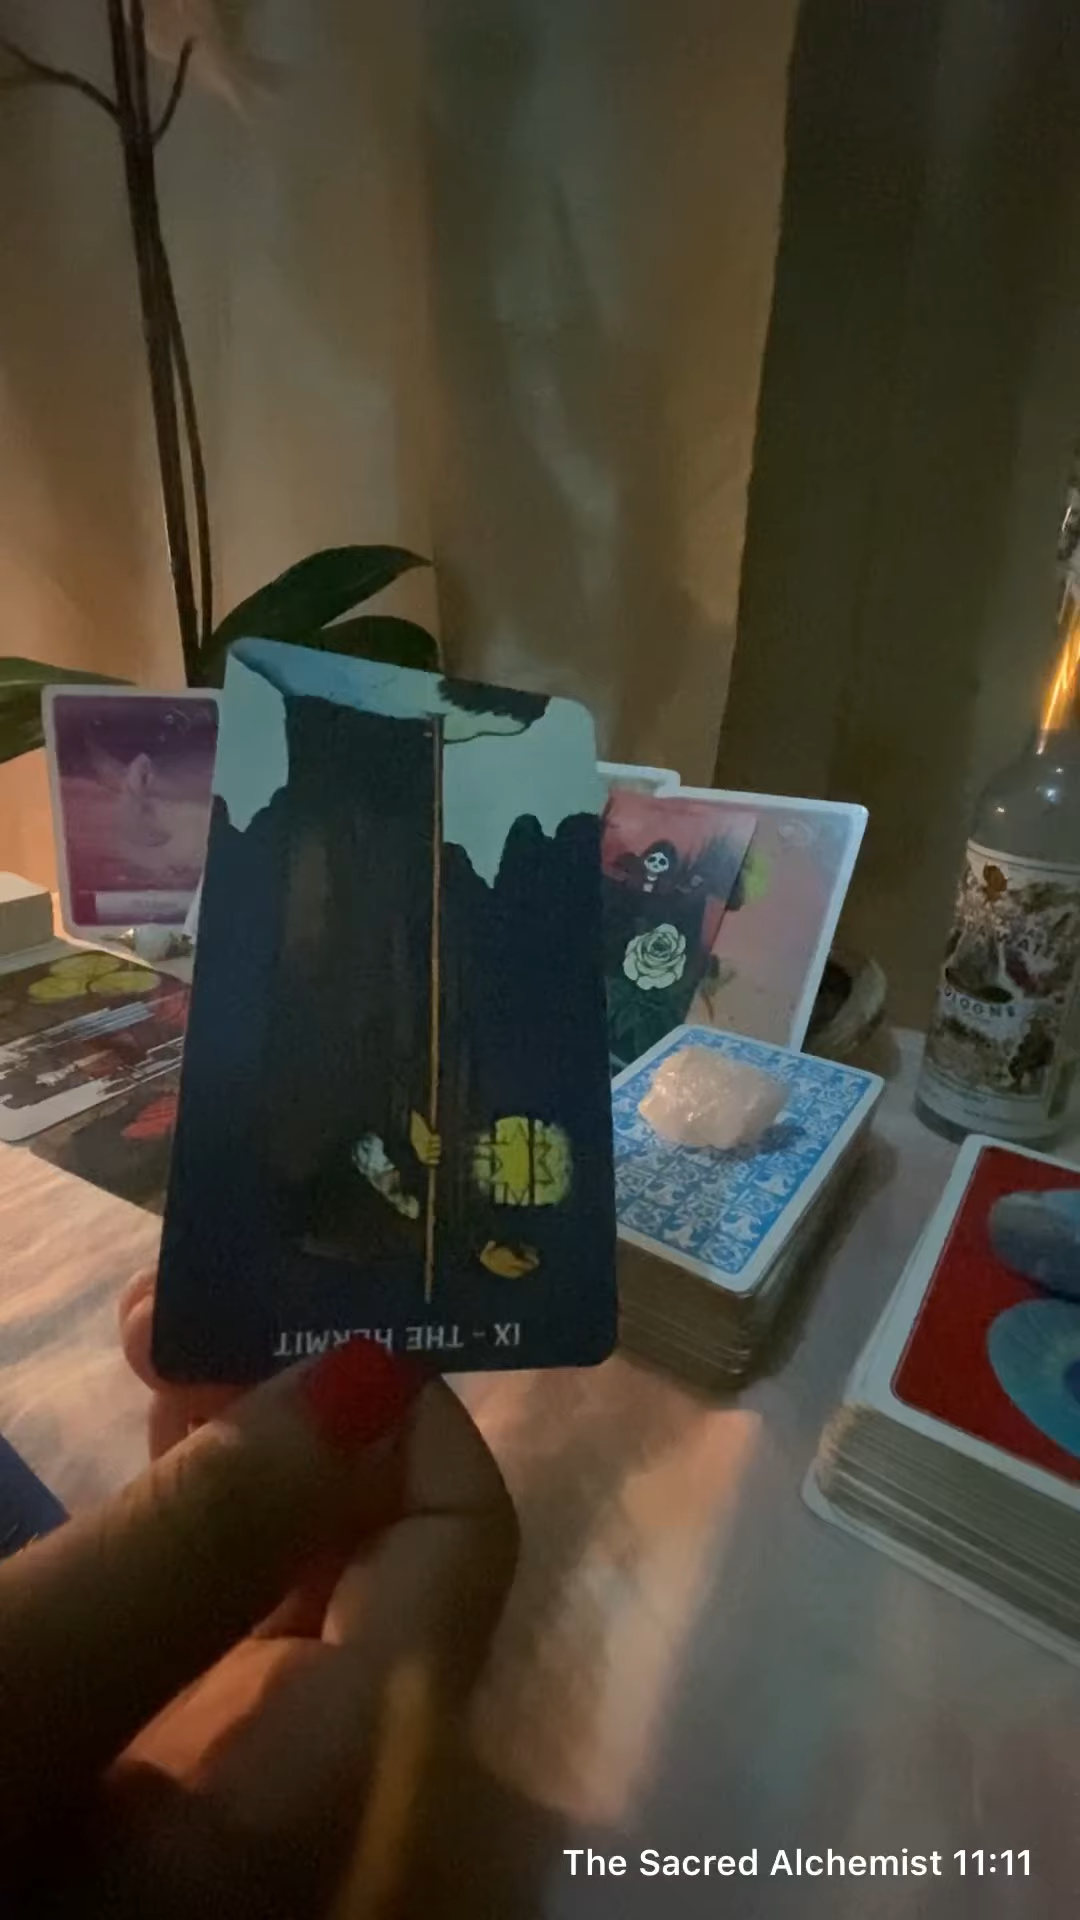 IX - THE HERMIT
The Sacred Alchemist 11:11